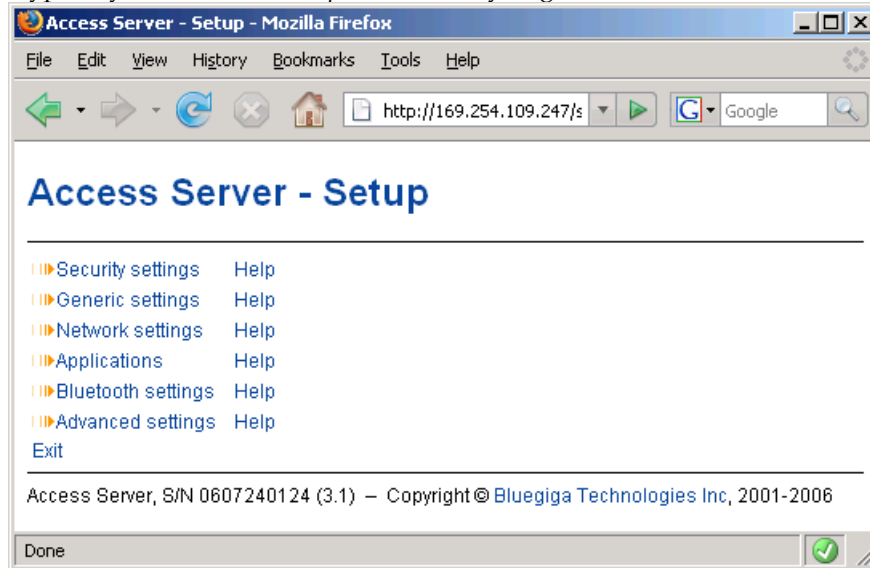 Access Server - Setup - Mozilla Firefox
File Edit View History Bookmarks Tools Help
http://169.254.109.247/s G Google
Access Server - Setup
Security settings Help
Generic settings Help
Network settings Help
Applications Help
Bluetooth settings Help
Advanced settings Help
Exit
Access Server, S/N 0607240124 (3.1) – Copyright © Bluegiga Technologies Inc, 2001-2006
Done